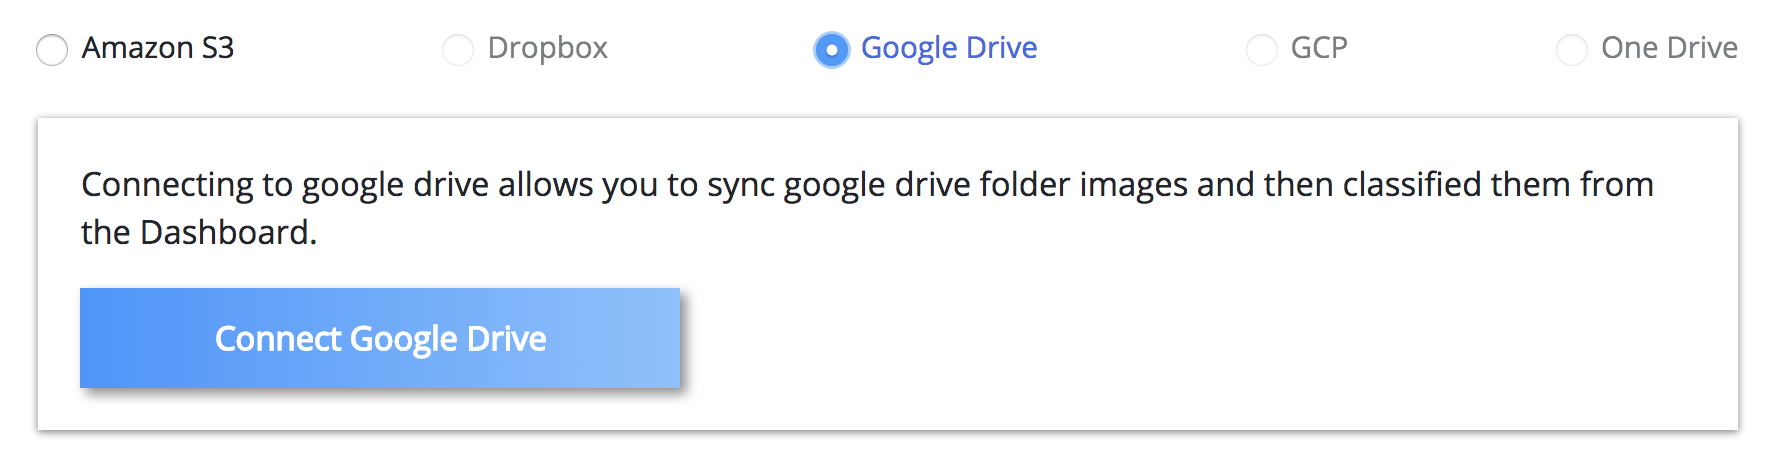 Amazon S3 Dropbox Google Drive GCP One Drive
Connecting to google drive allows you to sync google drive folder images and then classified them from
the Dashboard.
Connect Google Drive